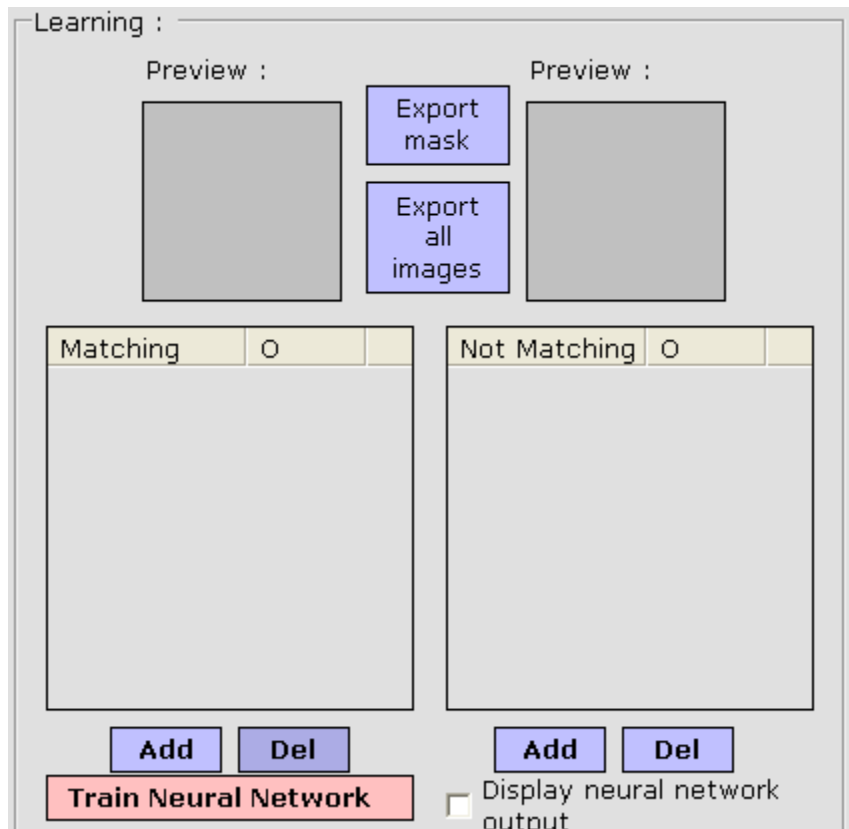 Learning :
Preview :
Preview :
Export
mask
Export
all
images
Matching O
Not Matching O
Add Del
Add Del
Train Neural Network
Display neural network
output